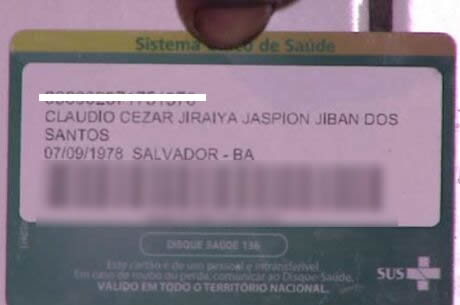 Sistema Único de Saúde
CLAUDIO CEZAR JIRAIYA JASPION JIBAN DOS
SANTOS
07/09/1978 SALVADOR - BA
DISQUE SAÚDE 136
Este cartão é de uso pessoal e intransferível
Em caso de roubo ou perda, comunicar ao Disque Saúde.
VÁLIDO EM TODO O TERRITÓRIO NACIONAL.
SUS